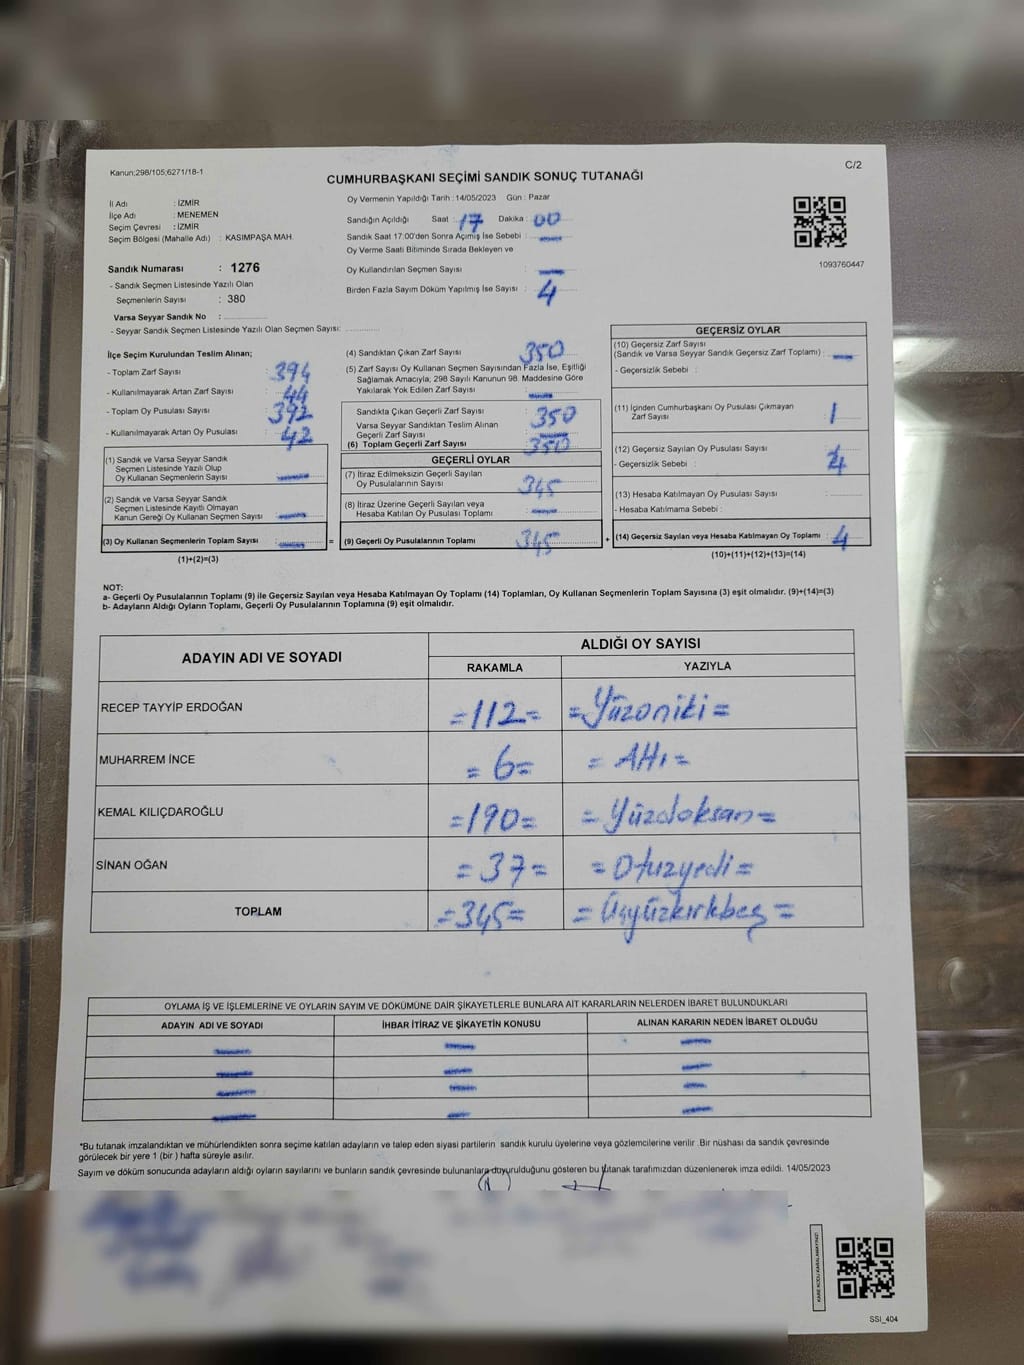 Kanun;298/105;6271/18-1
C/2
CUMHURBAŞKANI SEÇİMİ SANDIK SONUÇ TUTANAĞI
İl Adı : İZMİR
İlçe Adı : MENEMEN
Seçim Çevresi : İZMİR
Seçim Bölgesi (Mahalle Adı) : KASIMPAŞA MAH.
Sandık Numarası : 1276
- Sandık Seçmen Listesinde Yazılı Olan
Seçmenlerin Sayısı : 380
Varsa Seyyar Sandık No :
- Seyyar Sandık Seçmen Listesinde Yazılı Olan Seçmen Sayısı:
Oy Vermenin Yapıldığı Tarih : 14/05/2023 Gün : Pazar
Sandığın Açıldığı Saat : 17 Dakika : 00
Sandık Saat 17:00'den Sonra Açımış İse Sebebi :
Oy Verme Saati Bitiminde Sırada Bekleyen ve
Oy Kullandırılan Seçmen Sayısı :
Birden Fazla Sayım Döküm Yapılmış İse Sayısı : 4
1093760447
İlçe Seçim Kurulundan Teslim Alınan;
- Toplam Zarf Sayısı : 394
- Kullanılmayarak Artan Zarf Sayısı : 44
- Toplam Oy Pusulası Sayısı : 392
- Kullanılmayarak Artan Oy Pusulası : 42
(1) Sandık ve Varsa Seyyar Sandık
Seçmen Listesinde Yazılı Olup
Oy Kullanan Seçmenlerin Sayısı :
(2) Sandık ve Varsa Seyyar Sandık
Seçmen Listesinde Kayıtlı Olmayan
Kanun Gereği Oy Kullanan Seçmen Sayısı :
(3) Oy Kullanan Seçmenlerin Toplam Sayısı : =
(1)+(2)=(3)
(4) Sandıktan Çıkan Zarf Sayısı : 350
(5) Zarf Sayısı Oy Kullanan Seçmen Sayısından Fazla İse, Eşitliği
Sağlamak Amacıyla; 298 Sayılı Kanunun 98. Maddesine Göre
Yakılarak Yok Edilen Zarf Sayısı :
Sandıkta Çıkan Geçerli Zarf Sayısı : 350
Varsa Seyyar Sandıktan Teslim Alınan
Geçerli Zarf Sayısı :
(6) Toplam Geçerli Zarf Sayısı : 350
GEÇERLİ OYLAR
(7) İtiraz Edilmeksizin Geçerli Sayılan
Oy Pusulalarının Sayısı : 345
(8) İtiraz Üzerine Geçerli Sayılan veya
Hesaba Katılan Oy Pusulası Toplamı :
(9) Geçerli Oy Pusulalarının Toplamı : 345 +
GEÇERSİZ OYLAR
(10) Geçersiz Zarf Sayısı
(Sandık ve Varsa Seyyar Sandık Geçersiz Zarf Toplamı) :
- Geçersizlik Sebebi :
(11) İçinden Cumhurbaşkanı Oy Pusulası Çıkmayan
Zarf Sayısı : 1
(12) Geçersiz Sayılan Oy Pusulası Sayısı : 4
- Geçersizlik Sebebi :
(13) Hesaba Katılmayan Oy Pusulası Sayısı :
- Hesaba Katılmama Sebebi :
(14) Geçersiz Sayılan veya Hesaba Katılmayan Oy Toplamı : 4
(10)+(11)+(12)+(13)=(14)
NOT:
a- Geçerli Oy Pusulalarının Toplamı (9) ile Geçersiz Sayılan veya Hesaba Katılmayan Oy Toplamı (14) Toplamları, Oy Kullanan Seçmenlerin Toplam Sayısına (3) eşit olmalıdır. (9)+(14)=(3)
b- Adayların Aldığı Oyların Toplamı, Geçerli Oy Pusulalarının Toplamına (9) eşit olmalıdır.
ADAYIN ADI VE SOYADI
ALDIĞI OY SAYISI
RAKAMLA YAZIYLA
RECEP TAYYİP ERDOĞAN =112= =Yüzoniki=
MUHARREM İNCE =6= =Altı=
KEMAL KILIÇDAROĞLU =190= =Yüzdoksan=
SİNAN OĞAN =37= =Otuzyedi=
TOPLAM =345= =Üçyüzkırkbeş=
OYLAMA İŞ VE İŞLEMLERİNE VE OYLARIN SAYIM VE DÖKÜMÜNE DAİR ŞİKAYETLERLE BUNLARA AİT KARARLARIN NELERDEN İBARET BULUNDUKLARI
ADAYIN ADI VE SOYADI İHBAR İTİRAZ VE ŞİKAYETİN KONUSU ALINAN KARARIN NEDEN İBARET OLDUĞU
*Bu tutanak imzalandıktan ve mühürlendikten sonra seçime katılan adayların ve talep eden siyasi partilerin sandık kurulu üyelerine veya gözlemcilerine verilir .Bir nüshası da sandık çevresinde
görülecek bir yere 1 (bir ) hafta süreyle asılır.
Sayım ve döküm sonucunda adayların aldığı oyların sayılarını ve bunların sandık çevresinde bulunanlara duyurulduğunu gösteren bu tutanak tarafımızdan düzenlenerek imza edildi. 14/05/2023
KARE KODU KARALAMAYINIZ!
SSI_404